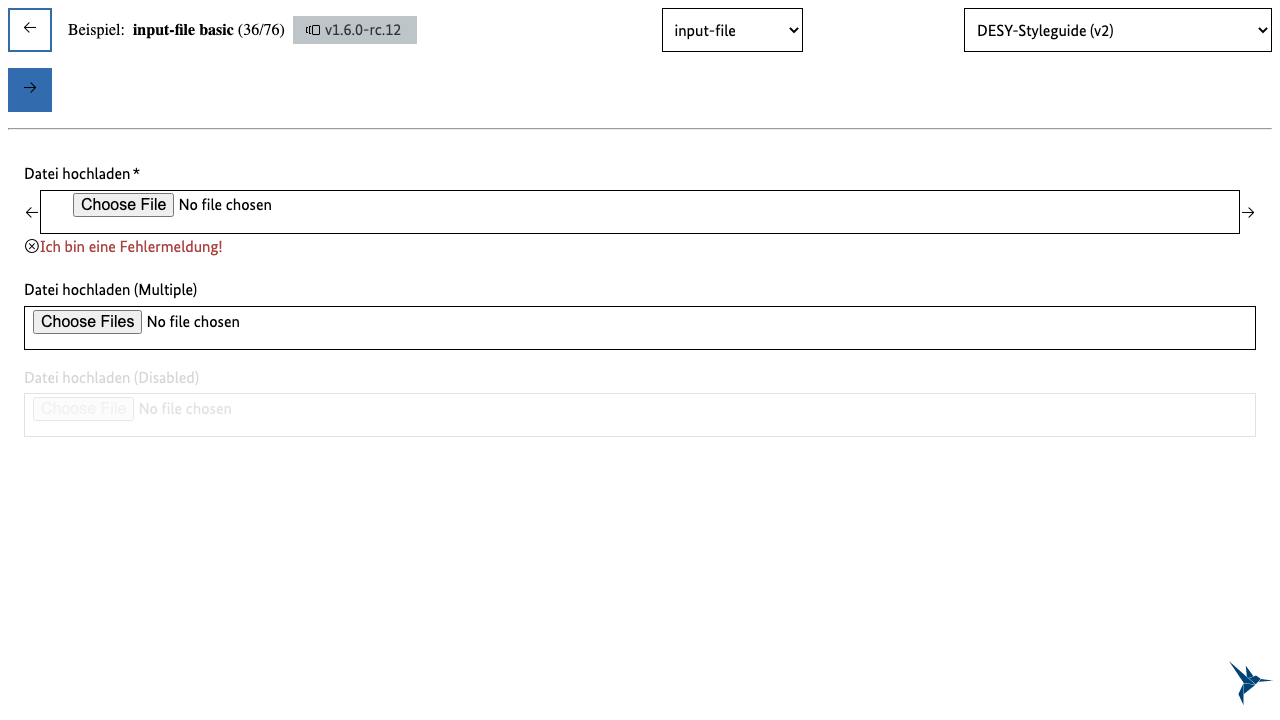 ← Beispiel: input-file basic (36/76) v1.6.0-rc.12 input-file DESY-Styleguide (v2)
→
Datei hochladen *
← Choose File No file chosen →
Ich bin eine Fehlermeldung!
Datei hochladen (Multiple)
Choose Files No file chosen
Datei hochladen (Disabled)
Choose File No file chosen